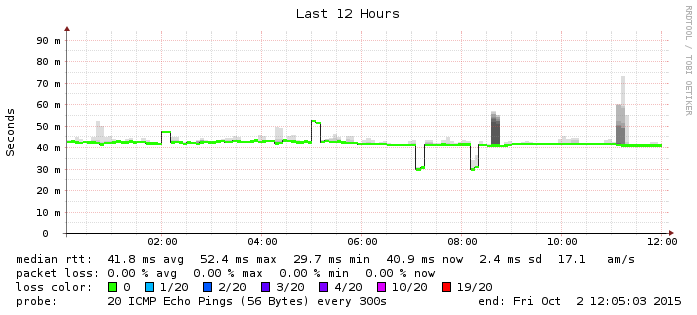 Last 12 Hours
RRDTOOL / TOBI OETIKER
Seconds
90 m
80 m
70 m
60 m
50 m
40 m
30 m
20 m
10 m
0
02:00 04:00 06:00 08:00 10:00 12:00
median rtt: 41.8 ms avg 52.4 ms max 29.7 ms min 40.9 ms now 2.4 ms sd 17.1 am/s
packet loss: 0.00 % avg 0.00 % max 0.00 % min 0.00 % now
loss color: 0 1/20 2/20 3/20 4/20 10/20 19/20
probe: 20 ICMP Echo Pings (56 Bytes) every 300s end: Fri Oct 2 12:05:03 2015